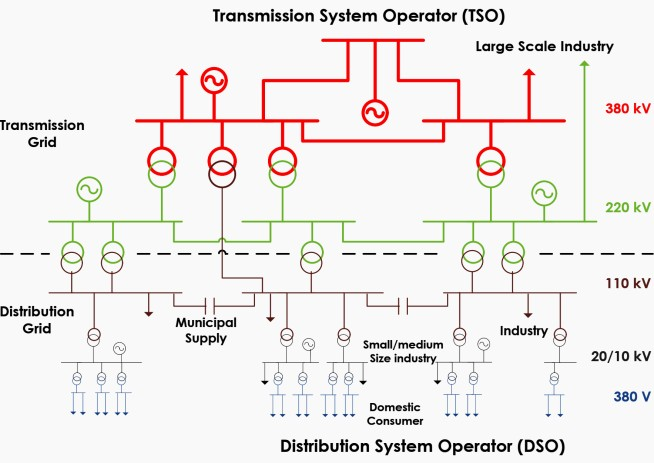 Transmission System Operator (TSO)
Large Scale Industry
380 kV
Transmission
Grid
220 kV
110 kV
Distribution
Grid
Municipal
Supply
Industry
Small/medium
Size industry
20/10 kV
380 V
Domestic
Consumer
Distribution System Operator (DSO)